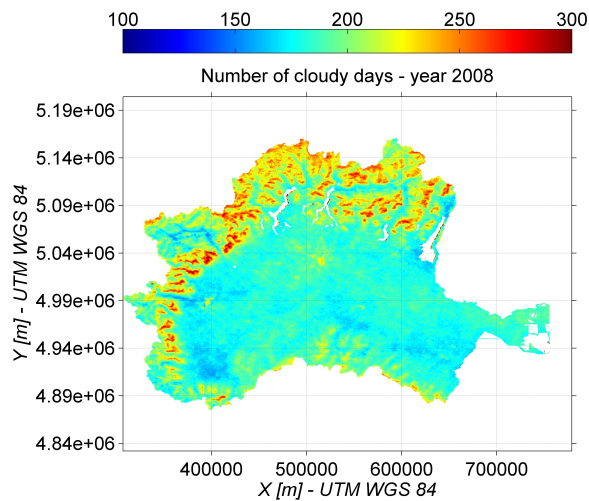 100 150 200 250 300
Number of cloudy days - year 2008
5.19e+06
5.14e+06
5.09e+06
5.04e+06
4.99e+06
4.94e+06
4.89e+06
4.84e+06
Y [m] - UTM WGS 84
400000 500000 600000 700000
X [m] - UTM WGS 84